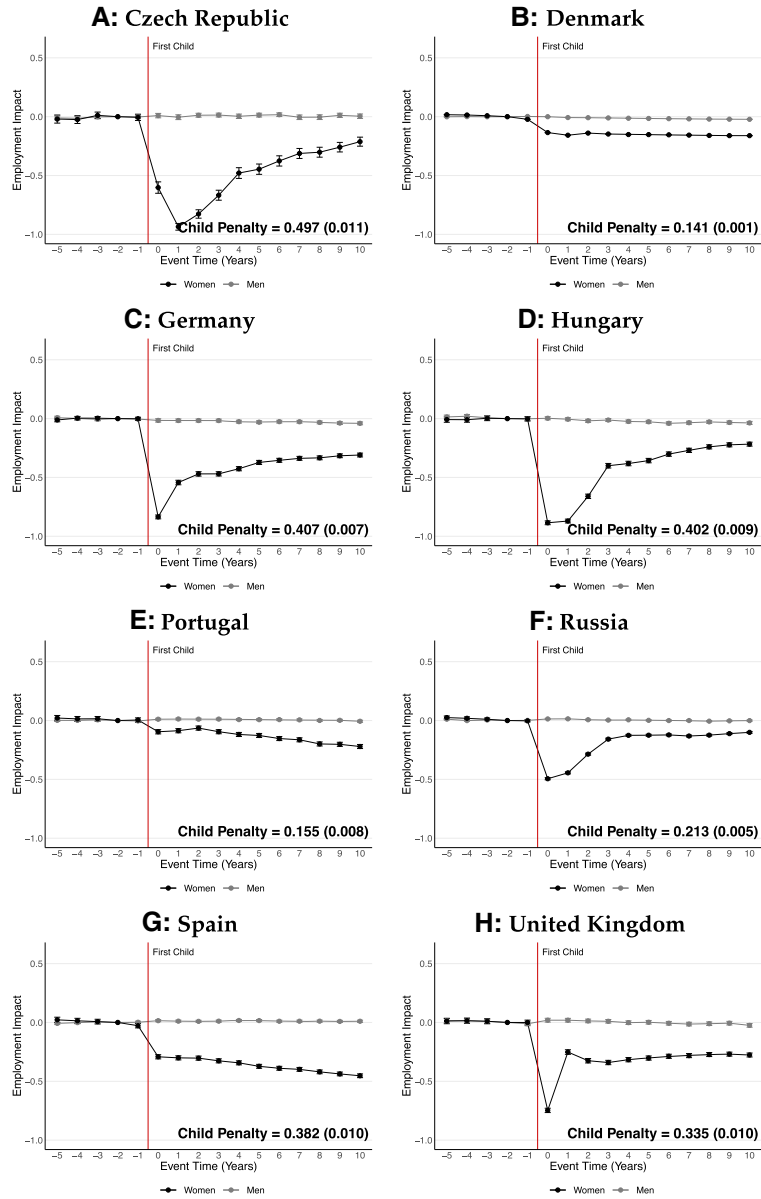 A: Czech Republic
First Child
0.5
0.0
−0.5
−1.0
Employment Impact
Child Penalty = 0.497 (0.011)
−5 −4 −3 −2 −1 0 1 2 3 4 5 6 7 8 9 10
Event Time (Years)
Women Men
B: Denmark
First Child
0.5
0.0
−0.5
−1.0
Employment Impact
Child Penalty = 0.141 (0.001)
−5 −4 −3 −2 −1 0 1 2 3 4 5 6 7 8 9 10
Event Time (Years)
Women Men
C: Germany
First Child
0.5
0.0
−0.5
−1.0
Employment Impact
Child Penalty = 0.407 (0.007)
−5 −4 −3 −2 −1 0 1 2 3 4 5 6 7 8 9 10
Event Time (Years)
Women Men
D: Hungary
First Child
0.5
0.0
−0.5
−1.0
Employment Impact
Child Penalty = 0.402 (0.009)
−5 −4 −3 −2 −1 0 1 2 3 4 5 6 7 8 9 10
Event Time (Years)
Women Men
E: Portugal
First Child
0.5
0.0
−0.5
−1.0
Employment Impact
Child Penalty = 0.155 (0.008)
−5 −4 −3 −2 −1 0 1 2 3 4 5 6 7 8 9 10
Event Time (Years)
Women Men
F: Russia
First Child
0.5
0.0
−0.5
−1.0
Employment Impact
Child Penalty = 0.213 (0.005)
−5 −4 −3 −2 −1 0 1 2 3 4 5 6 7 8 9 10
Event Time (Years)
Women Men
G: Spain
First Child
0.5
0.0
−0.5
−1.0
Employment Impact
Child Penalty = 0.382 (0.010)
−5 −4 −3 −2 −1 0 1 2 3 4 5 6 7 8 9 10
Event Time (Years)
Women Men
H: United Kingdom
First Child
0.5
0.0
−0.5
−1.0
Employment Impact
Child Penalty = 0.335 (0.010)
−5 −4 −3 −2 −1 0 1 2 3 4 5 6 7 8 9 10
Event Time (Years)
Women Men